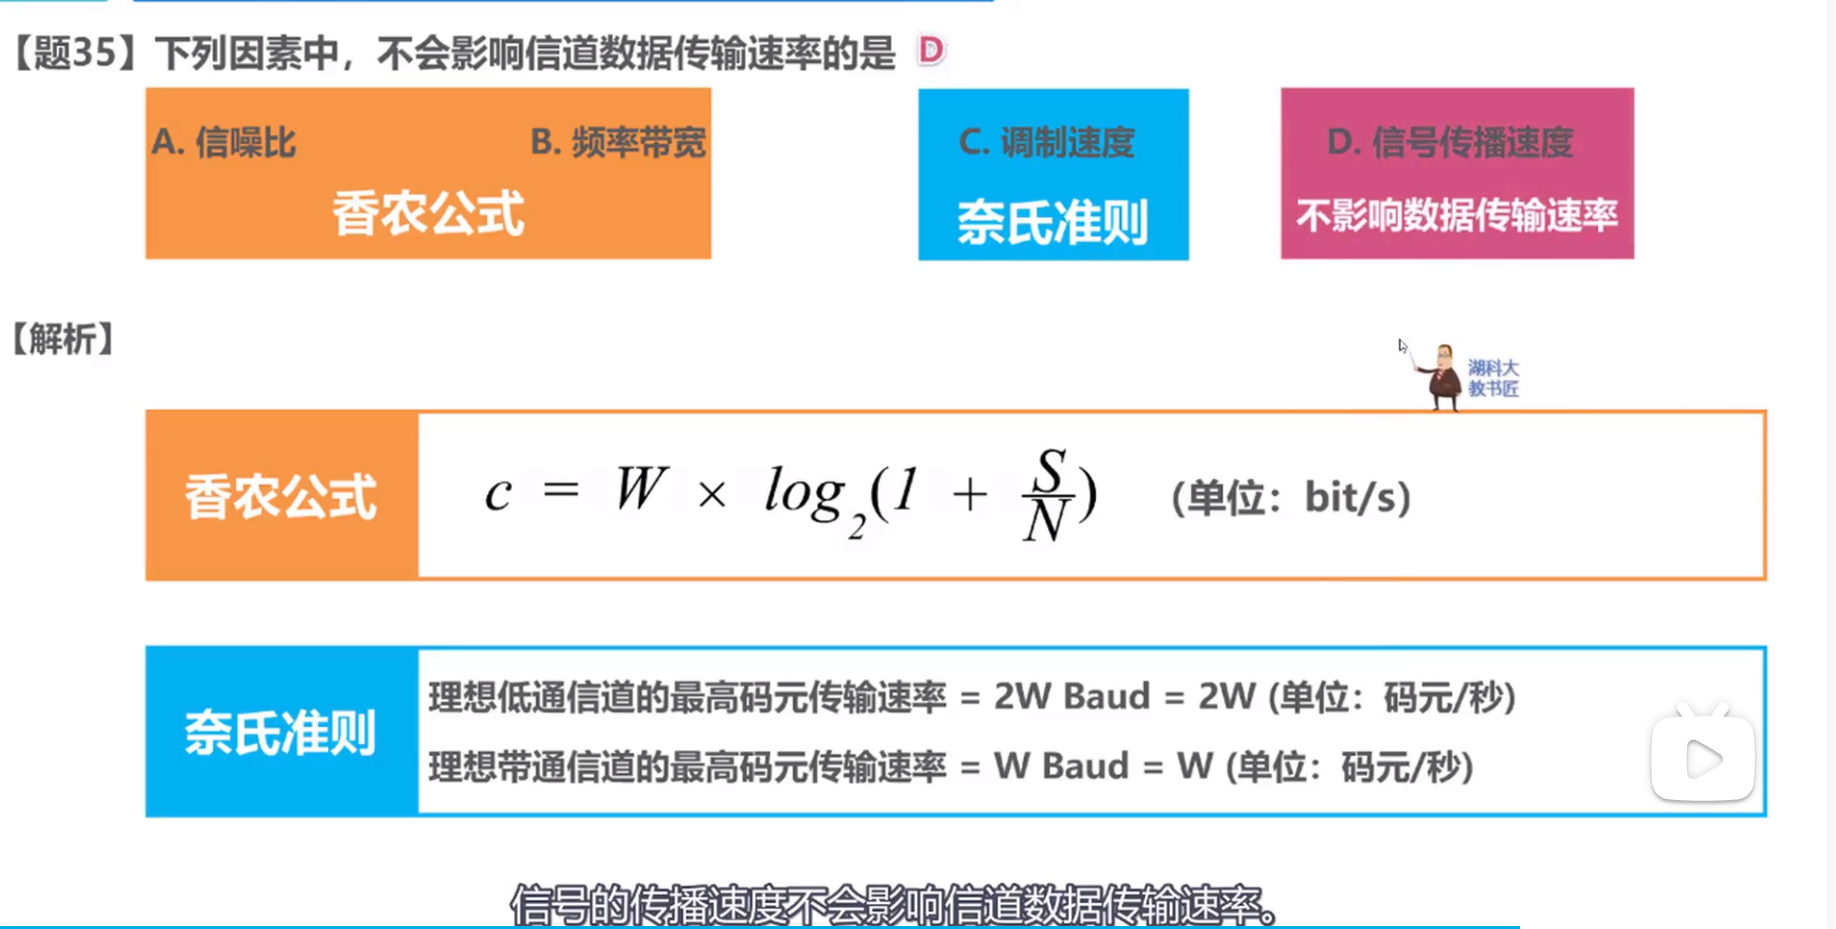 【题35】下列因素中，不会影响信道数据传输速率的是 D
A. 信噪比 B. 频率带宽 C. 调制速度 D. 信号传播速度
香农公式 奈氏准则 不影响数据传输速率
【解析】
湖科大
教书匠
香农公式 c = W × log₂(1 + S/N) (单位：bit/s)
奈氏准则
理想低通信道的最高码元传输速率 = 2W Baud = 2W (单位：码元/秒)
理想带通信道的最高码元传输速率 = W Baud = W (单位：码元/秒)
信号的传播速度不会影响信道数据传输速率。